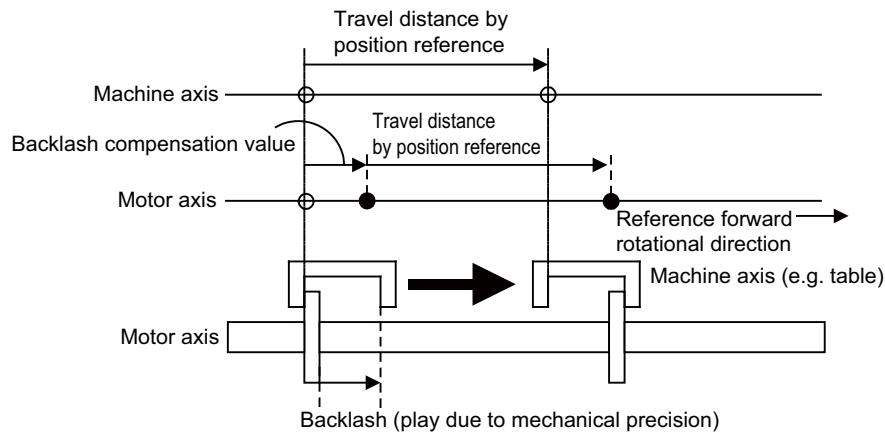 Travel distance by
position reference
Machine axis
Travel distance
by position reference
Backlash compensation value
Motor axis
Reference forward
rotational direction
Machine axis (e.g. table)
Motor axis
Backlash (play due to mechanical precision)